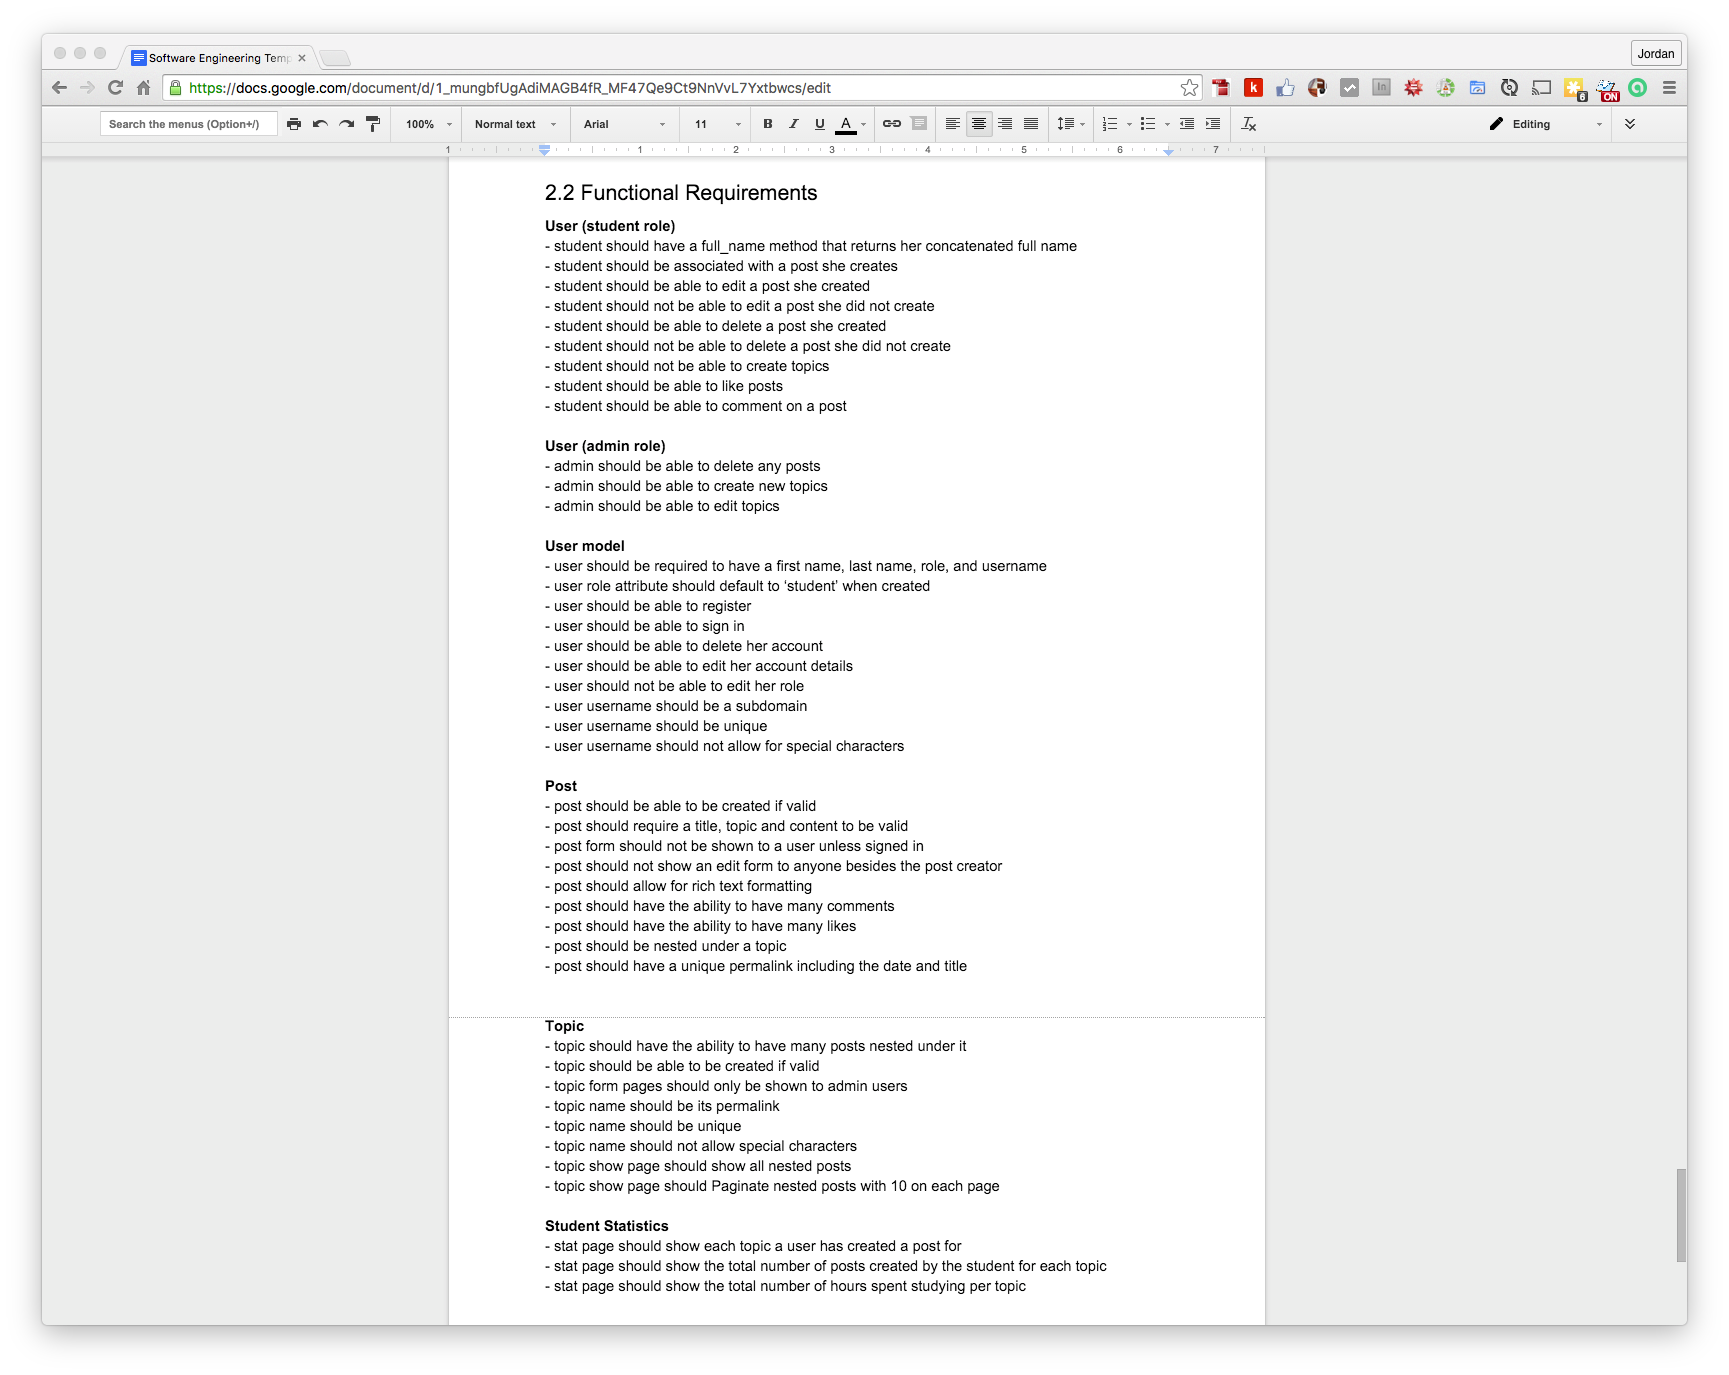 Software Engineering Temp
Jordan
https://docs.google.com/document/d/1_mungbfUgAdiMAGB4fR_MF47Qe9Ct9NnVvL7Yxtbwcs/edit
k
In
6
ON
Search the menus (Option+/)
100%
Normal text
Arial
11
B I U A
Editing
1 1 2 3 4 5 6 7
2.2 Functional Requirements
User (student role)
- student should have a full_name method that returns her concatenated full name
- student should be associated with a post she creates
- student should be able to edit a post she created
- student should not be able to edit a post she did not create
- student should be able to delete a post she created
- student should not be able to delete a post she did not create
- student should not be able to create topics
- student should be able to like posts
- student should be able to comment on a post
User (admin role)
- admin should be able to delete any posts
- admin should be able to create new topics
- admin should be able to edit topics
User model
- user should be required to have a first name, last name, role, and username
- user role attribute should default to ‘student’ when created
- user should be able to register
- user should be able to sign in
- user should be able to delete her account
- user should be able to edit her account details
- user should not be able to edit her role
- user username should be a subdomain
- user username should be unique
- user username should not allow for special characters
Post
- post should be able to be created if valid
- post should require a title, topic and content to be valid
- post form should not be shown to a user unless signed in
- post should not show an edit form to anyone besides the post creator
- post should allow for rich text formatting
- post should have the ability to have many comments
- post should have the ability to have many likes
- post should be nested under a topic
- post should have a unique permalink including the date and title
Topic
- topic should have the ability to have many posts nested under it
- topic should be able to be created if valid
- topic form pages should only be shown to admin users
- topic name should be its permalink
- topic name should be unique
- topic name should not allow special characters
- topic show page should show all nested posts
- topic show page should Paginate nested posts with 10 on each page
Student Statistics
- stat page should show each topic a user has created a post for
- stat page should show the total number of posts created by the student for each topic
- stat page should show the total number of hours spent studying per topic